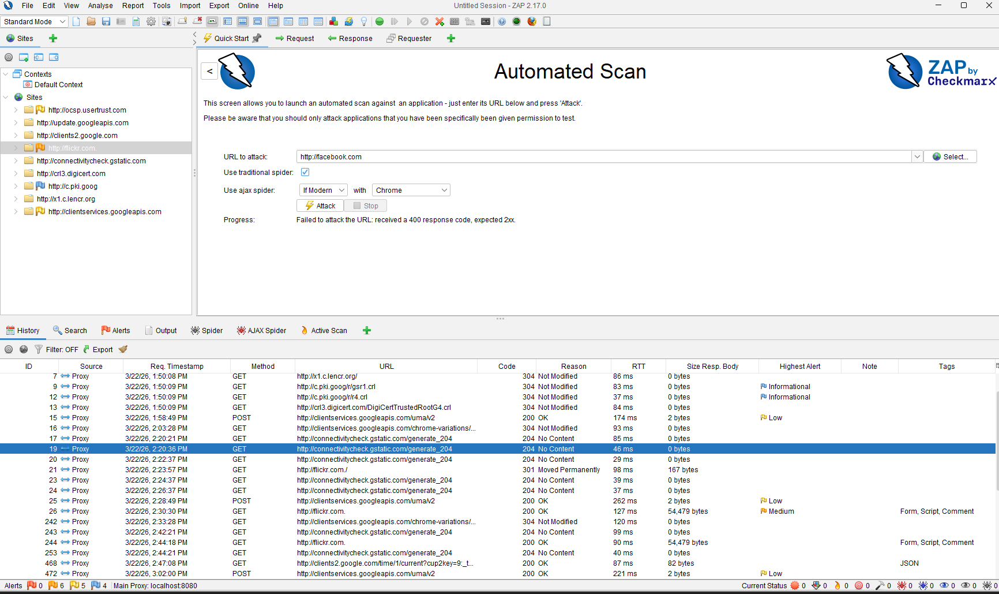 File Edit View Analyse Report Tools Import Export Online Help
Untitled Session - ZAP 2.17.0
Standard Mode
Sites
Quick Start Request Response Requester
Contexts
Default Context
Sites
http://ocsp.usertrust.com
http://update.googleapis.com
http://clients2.google.com
http://flickr.com.
http://connectivitycheck.gstatic.com
http://crl3.digicert.com
http://c.pki.goog
http://x1.c.lencr.org
http://clientservices.googleapis.com
<
Automated Scan
ZAP by
Checkmarx
This screen allows you to launch an automated scan against an application - just enter its URL below and press 'Attack'.
Please be aware that you should only attack applications that you have been specifically been given permission to test.
URL to attack: http://facebook.com Select...
Use traditional spider:
Use ajax spider: If Modern with Chrome
Attack Stop
Progress: Failed to attack the URL: received a 400 response code, expected 2xx.
History Search Alerts Output Spider AJAX Spider Active Scan
Filter: OFF Export
ID Source Req. Timestamp Method URL Code Reason RTT Size Resp. Body Highest Alert Note Tags
7 Proxy 3/22/26, 1:50:08 PM GET http://x1.c.lencr.org/ 304 Not Modified 86 ms 0 bytes
9 Proxy 3/22/26, 1:50:09 PM GET http://c.pki.goog/r/gsr1.crl 304 Not Modified 83 ms 0 bytes Informational
12 Proxy 3/22/26, 1:50:09 PM GET http://c.pki.goog/r/r4.crl 304 Not Modified 37 ms 0 bytes Informational
13 Proxy 3/22/26, 1:50:09 PM GET http://crl3.digicert.com/DigiCertTrustedRootG4.crl 304 Not Modified 84 ms 0 bytes
15 Proxy 3/22/26, 1:58:49 PM POST http://clientservices.googleapis.com/uma/v2 200 OK 174 ms 2 bytes Low
16 Proxy 3/22/26, 2:03:28 PM GET http://clientservices.googleapis.com/chrome-variations/... 304 Not Modified 93 ms 0 bytes
17 Proxy 3/22/26, 2:20:21 PM GET http://connectivitycheck.gstatic.com/generate_204 204 No Content 85 ms 0 bytes
19 Proxy 3/22/26, 2:20:36 PM GET http://connectivitycheck.gstatic.com/generate_204 204 No Content 46 ms 0 bytes
20 Proxy 3/22/26, 2:22:37 PM GET http://connectivitycheck.gstatic.com/generate_204 204 No Content 29 ms 0 bytes
21 Proxy 3/22/26, 2:23:57 PM GET http://flickr.com./ 301 Moved Permanently 98 ms 167 bytes
23 Proxy 3/22/26, 2:24:37 PM GET http://connectivitycheck.gstatic.com/generate_204 204 No Content 39 ms 0 bytes
24 Proxy 3/22/26, 2:26:37 PM GET http://connectivitycheck.gstatic.com/generate_204 204 No Content 37 ms 0 bytes
25 Proxy 3/22/26, 2:28:49 PM POST http://clientservices.googleapis.com/uma/v2 200 OK 262 ms 2 bytes Low
26 Proxy 3/22/26, 2:30:30 PM GET http://flickr.com. 200 OK 127 ms 54,479 bytes Medium Form, Script, Comment
242 Proxy 3/22/26, 2:33:28 PM GET http://clientservices.googleapis.com/chrome-variations/... 304 Not Modified 120 ms 0 bytes
243 Proxy 3/22/26, 2:42:21 PM GET http://connectivitycheck.gstatic.com/generate_204 204 No Content 99 ms 0 bytes
244 Proxy 3/22/26, 2:44:18 PM GET http://flickr.com. 200 OK 90 ms 54,479 bytes Form, Script, Comment
253 Proxy 3/22/26, 2:44:21 PM GET http://connectivitycheck.gstatic.com/generate_204 204 No Content 40 ms 0 bytes
468 Proxy 3/22/26, 2:47:08 PM GET http://clients2.google.com/time/1/current?cup2key=9:_t... 200 OK 87 ms 82 bytes JSON
472 Proxy 3/22/26, 3:02:00 PM POST http://clientservices.googleapis.com/uma/v2 200 OK 221 ms 2 bytes Low
Alerts 0 6 5 4 Main Proxy: localhost:8080 Current Status 0 0 0 0 0 0 0 0 0 0